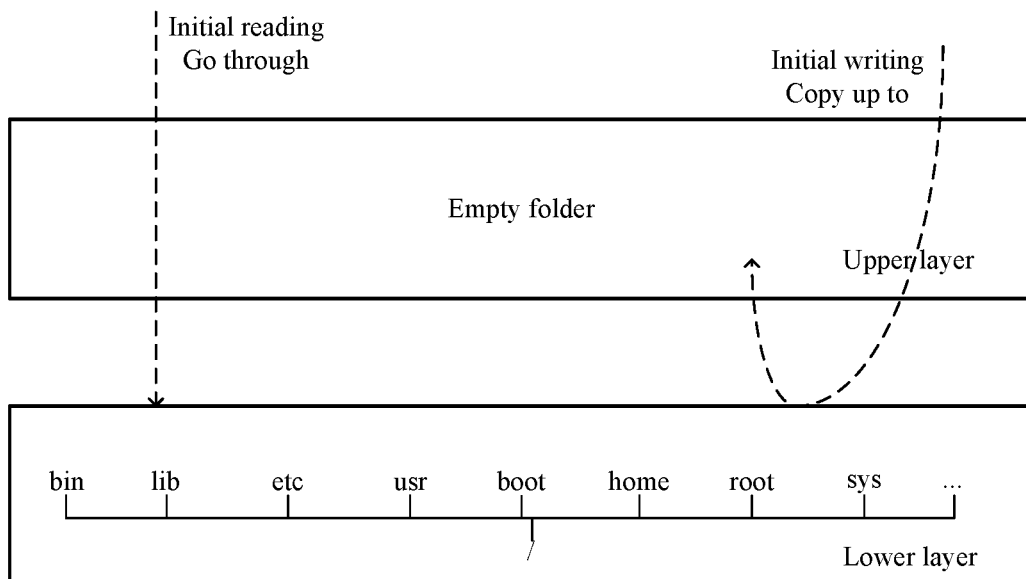 Initial reading
Go through
Initial writing
Copy up to
Empty folder
Upper layer
bin lib etc usr boot home root sys ...
/
Lower layer